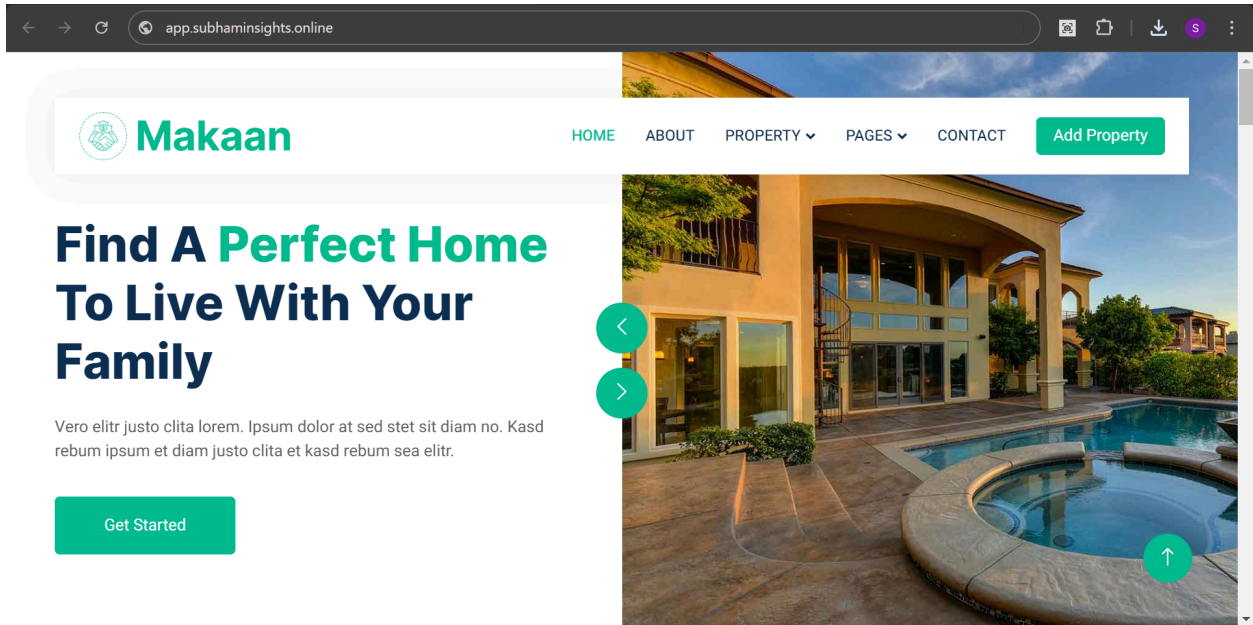 app.subhaminsights.online
S
Makaan
HOME ABOUT PROPERTY PAGES CONTACT Add Property
Find A Perfect Home
To Live With Your
Family
Vero elitr justo clita lorem. Ipsum dolor at sed stet sit diam no. Kasd
rebum ipsum et diam justo clita et kasd rebum sea elitr.
Get Started